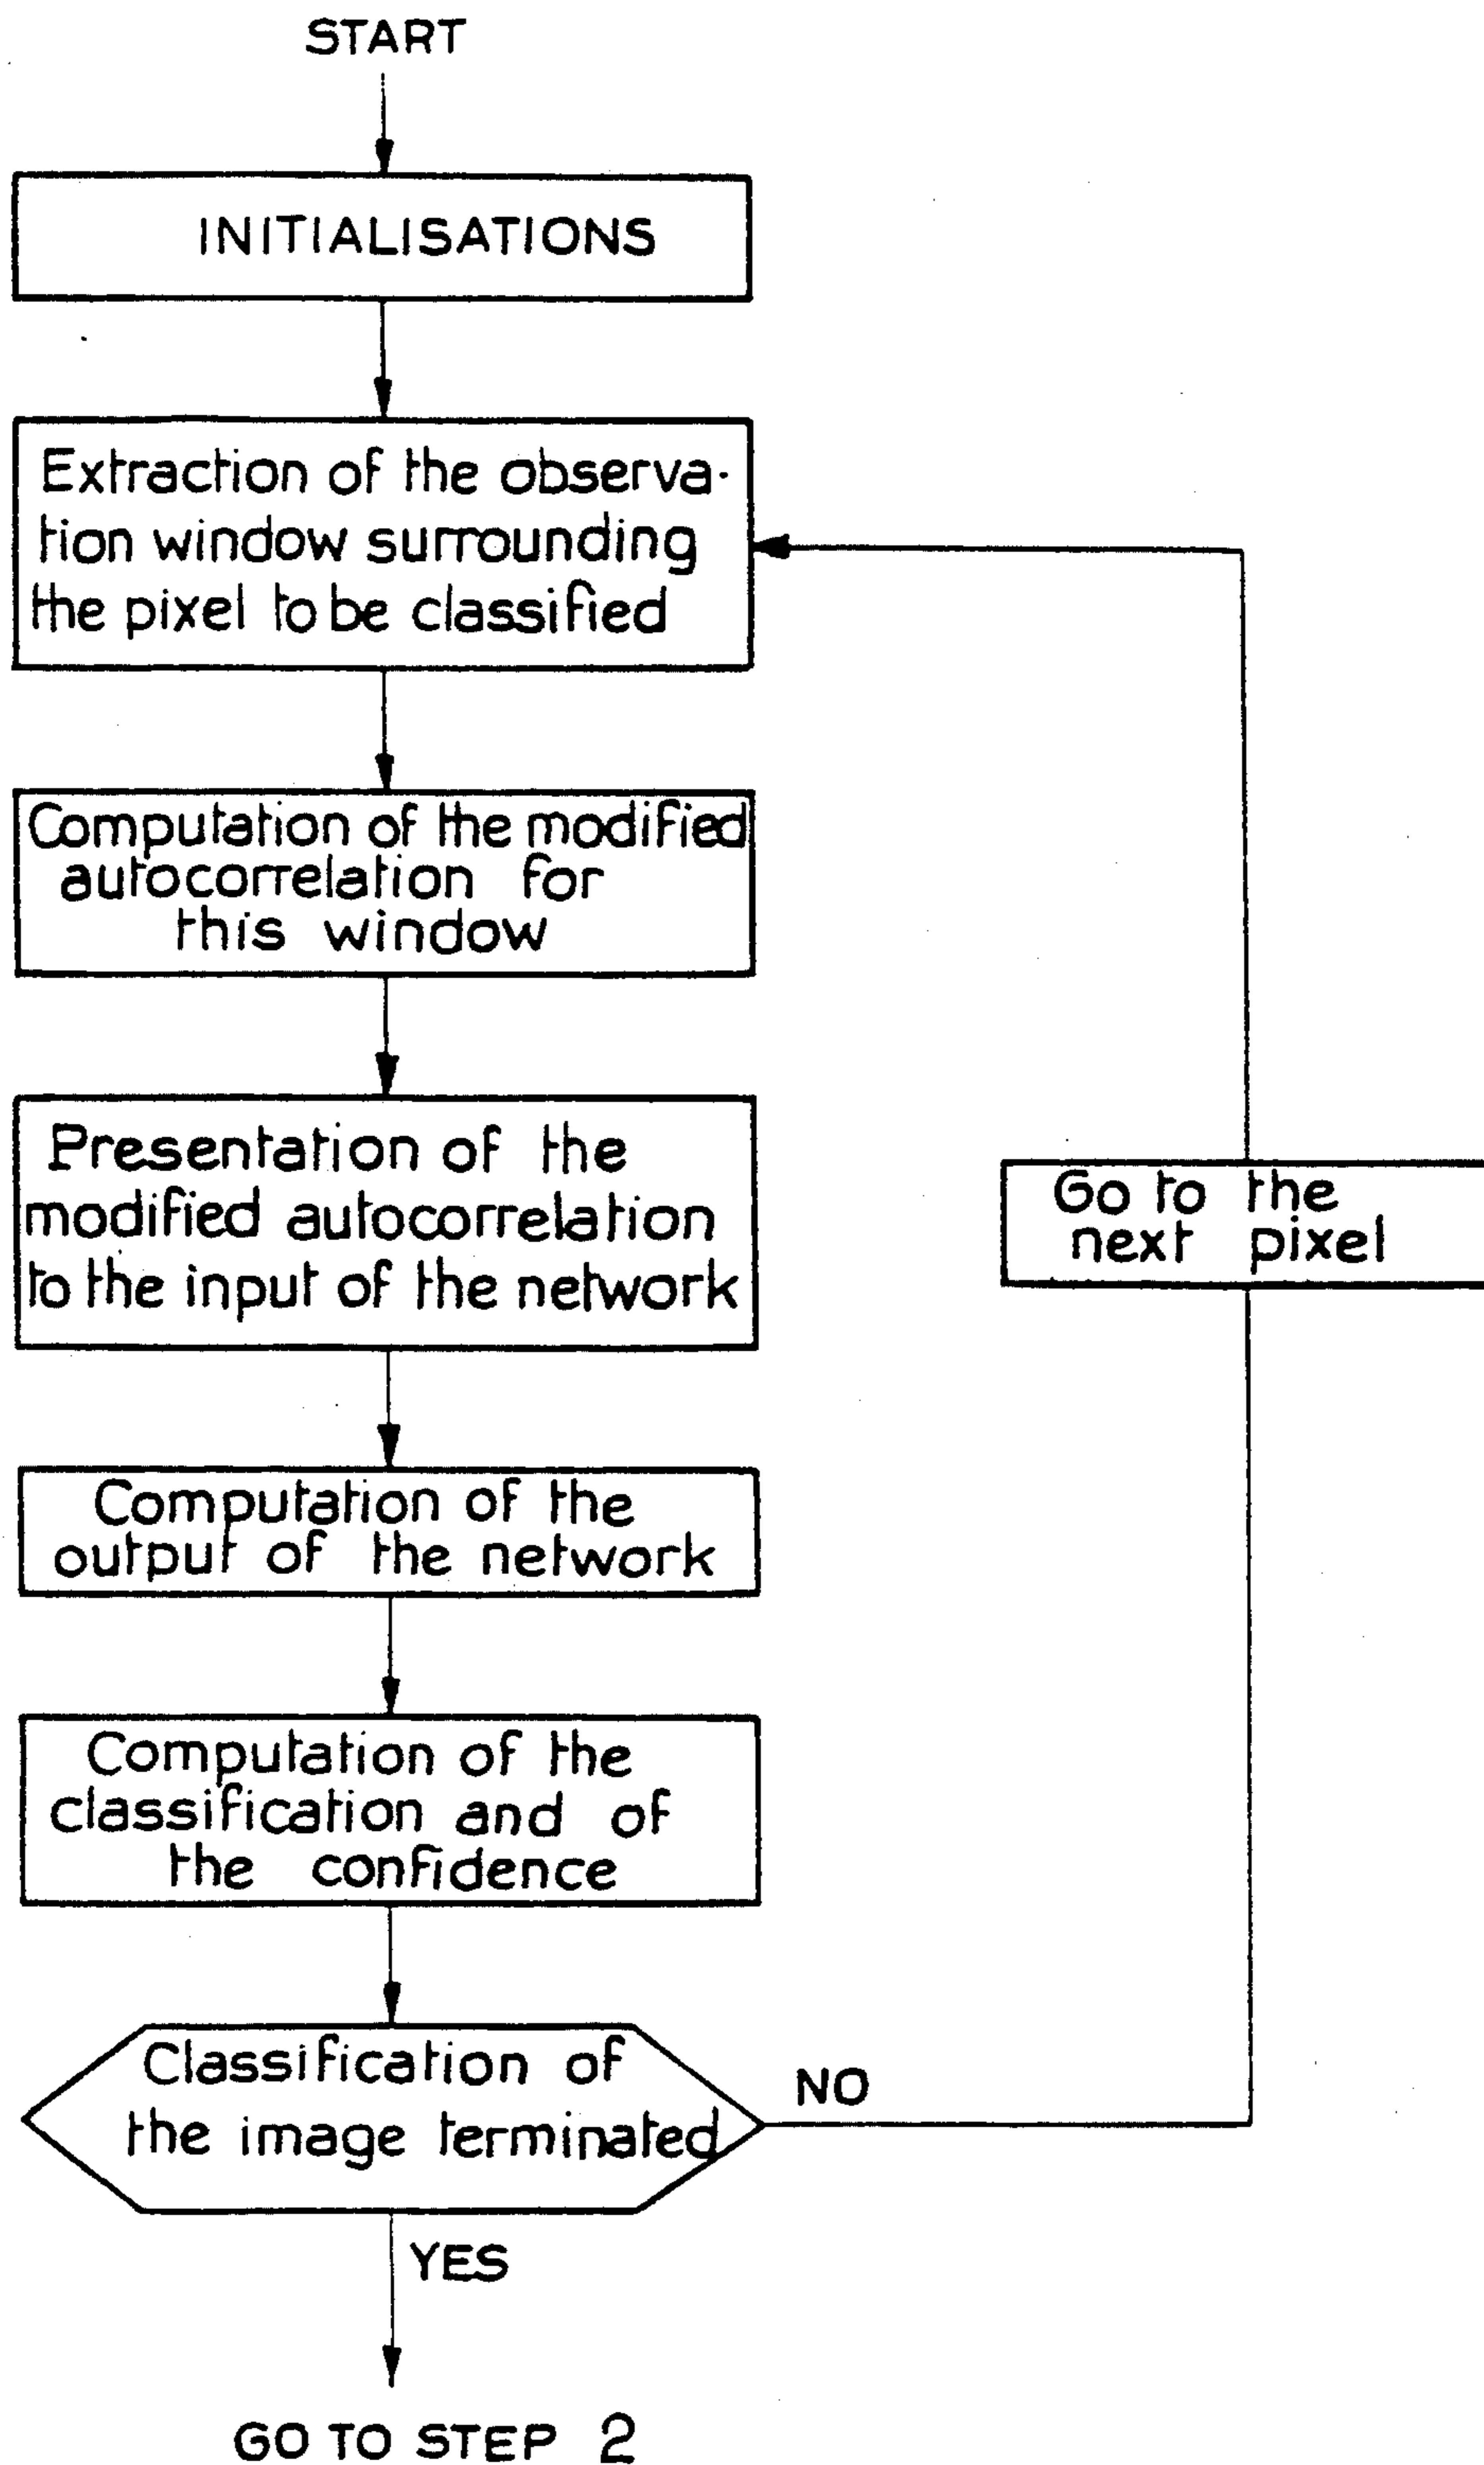 START
INITIALISATIONS
Extraction of the observa-
tion window surrounding
the pixel to be classified
Computation of the modified
autocorrelation for
this window
Presentation of the
modified autocorrelation
to the input of the network
Go to the
next pixel
Computation of the
output of the network
Computation of the
classification and of
the confidence
Classification of
the image terminated
NO
YES
GO TO STEP 2